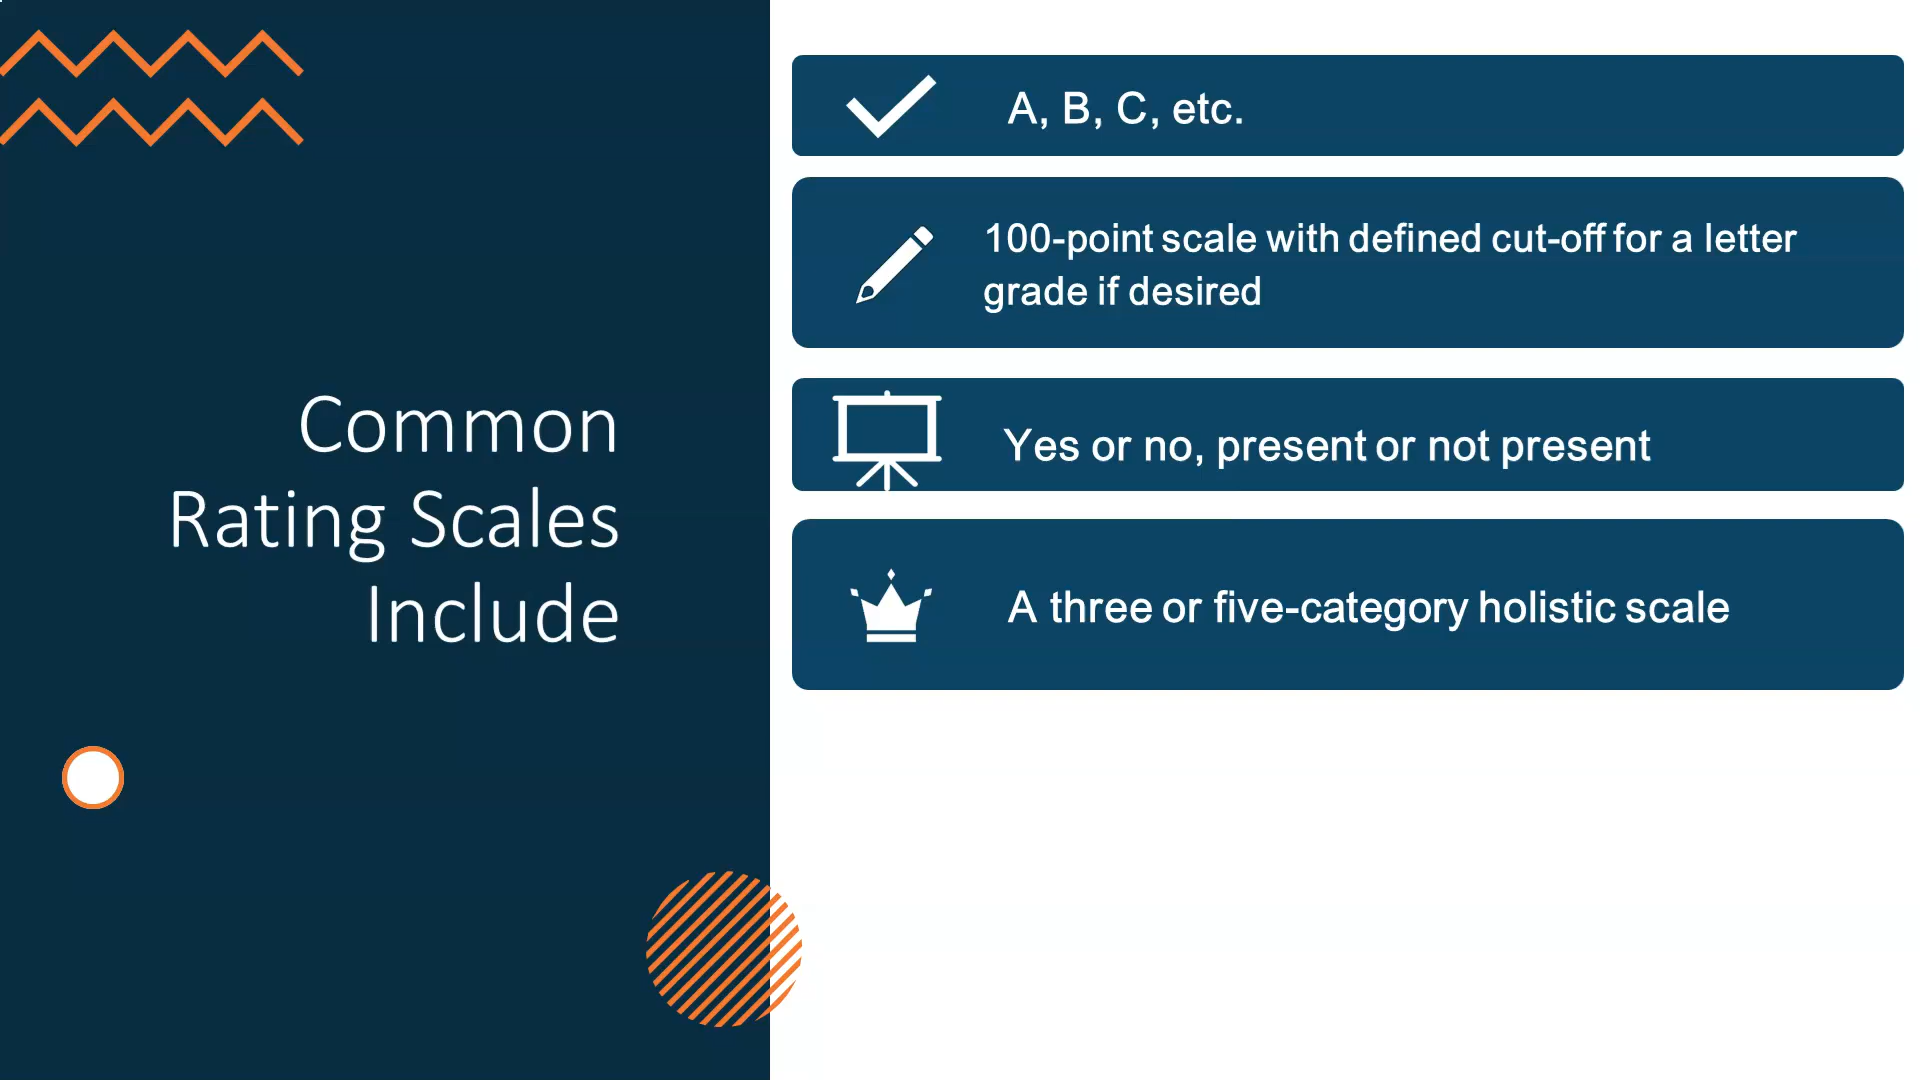 Common
Rating Scales
Include
A, B, C, etc.
100-point scale with defined cut-off for a letter
grade if desired
Yes or no, present or not present
A three or five-category holistic scale